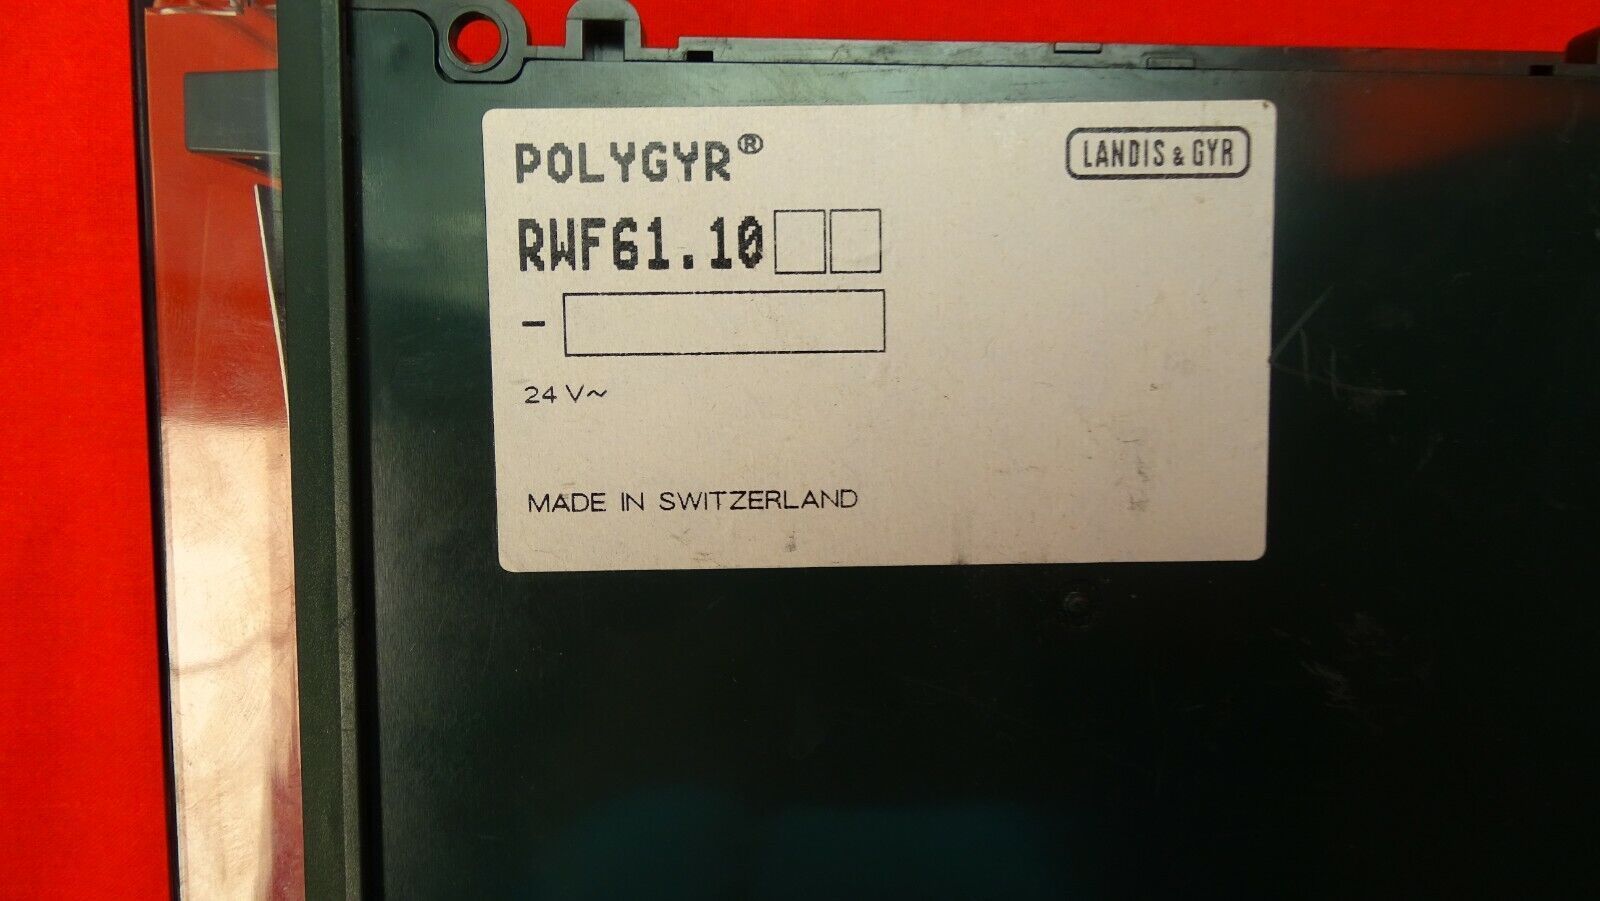 POLYGYR®
LANDIS & GYR
RWF61.10
-
24 V~
MADE IN SWITZERLAND